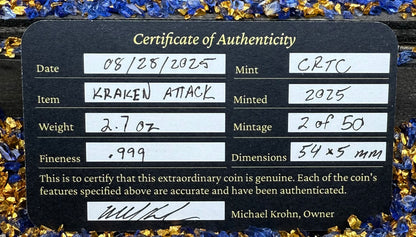 Certificate of Authenticity
Date 08/28/2025 Mint CRTC
Item KRAKEN ATTACK Minted 2025
Weight 2.7 oz Mintage 2 of 50
Fineness .999 Dimensions 54 x 5 mm
This is to certify that this extraordinary coin is genuine. Each of the coin's
features specified above are accurate and have been authenticated.
Michael Krohn, Owner